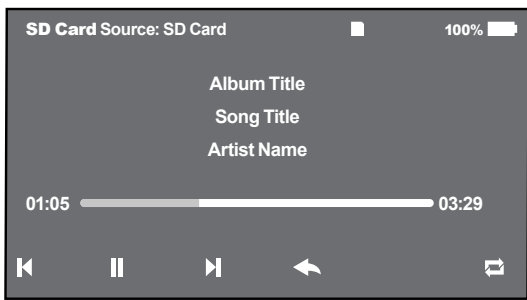 SD Card Source: SD Card 100%
Album Title
Song Title
Artist Name
01:05 03:29